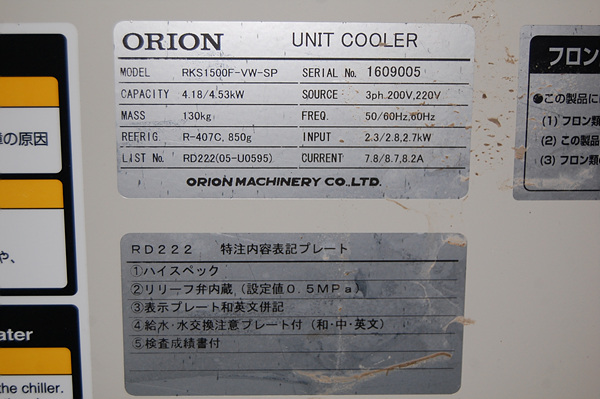 ORION UNIT COOLER
MODEL RKS1500F-VW-SP SERIAL No. 1609005
CAPACITY 4.18/4.53kW SOURCE 3ph.200V,220V
MASS 130kg FREQ. 50/60Hz,60Hz
REFRIG. R-407C, 850g INPUT 2.3/2.8,2.7kW
LIST No. RD222(05-U0595) CURRENT 7.8/8.7,8.2A
ORION MACHINERY CO.,LTD.
RD222 特注内容表記プレート
①ハイスペック
②リリーフ弁内蔵(設定値0.5MPa)
③表示プレート和英文併記
④給水・水交換注意プレート付(和・中・英文)
⑤検査成績書付
の原因
や、
ater
he chiller.
フロン
●この製品に
(1) フロン類
(2) この製品
(3) フロン類